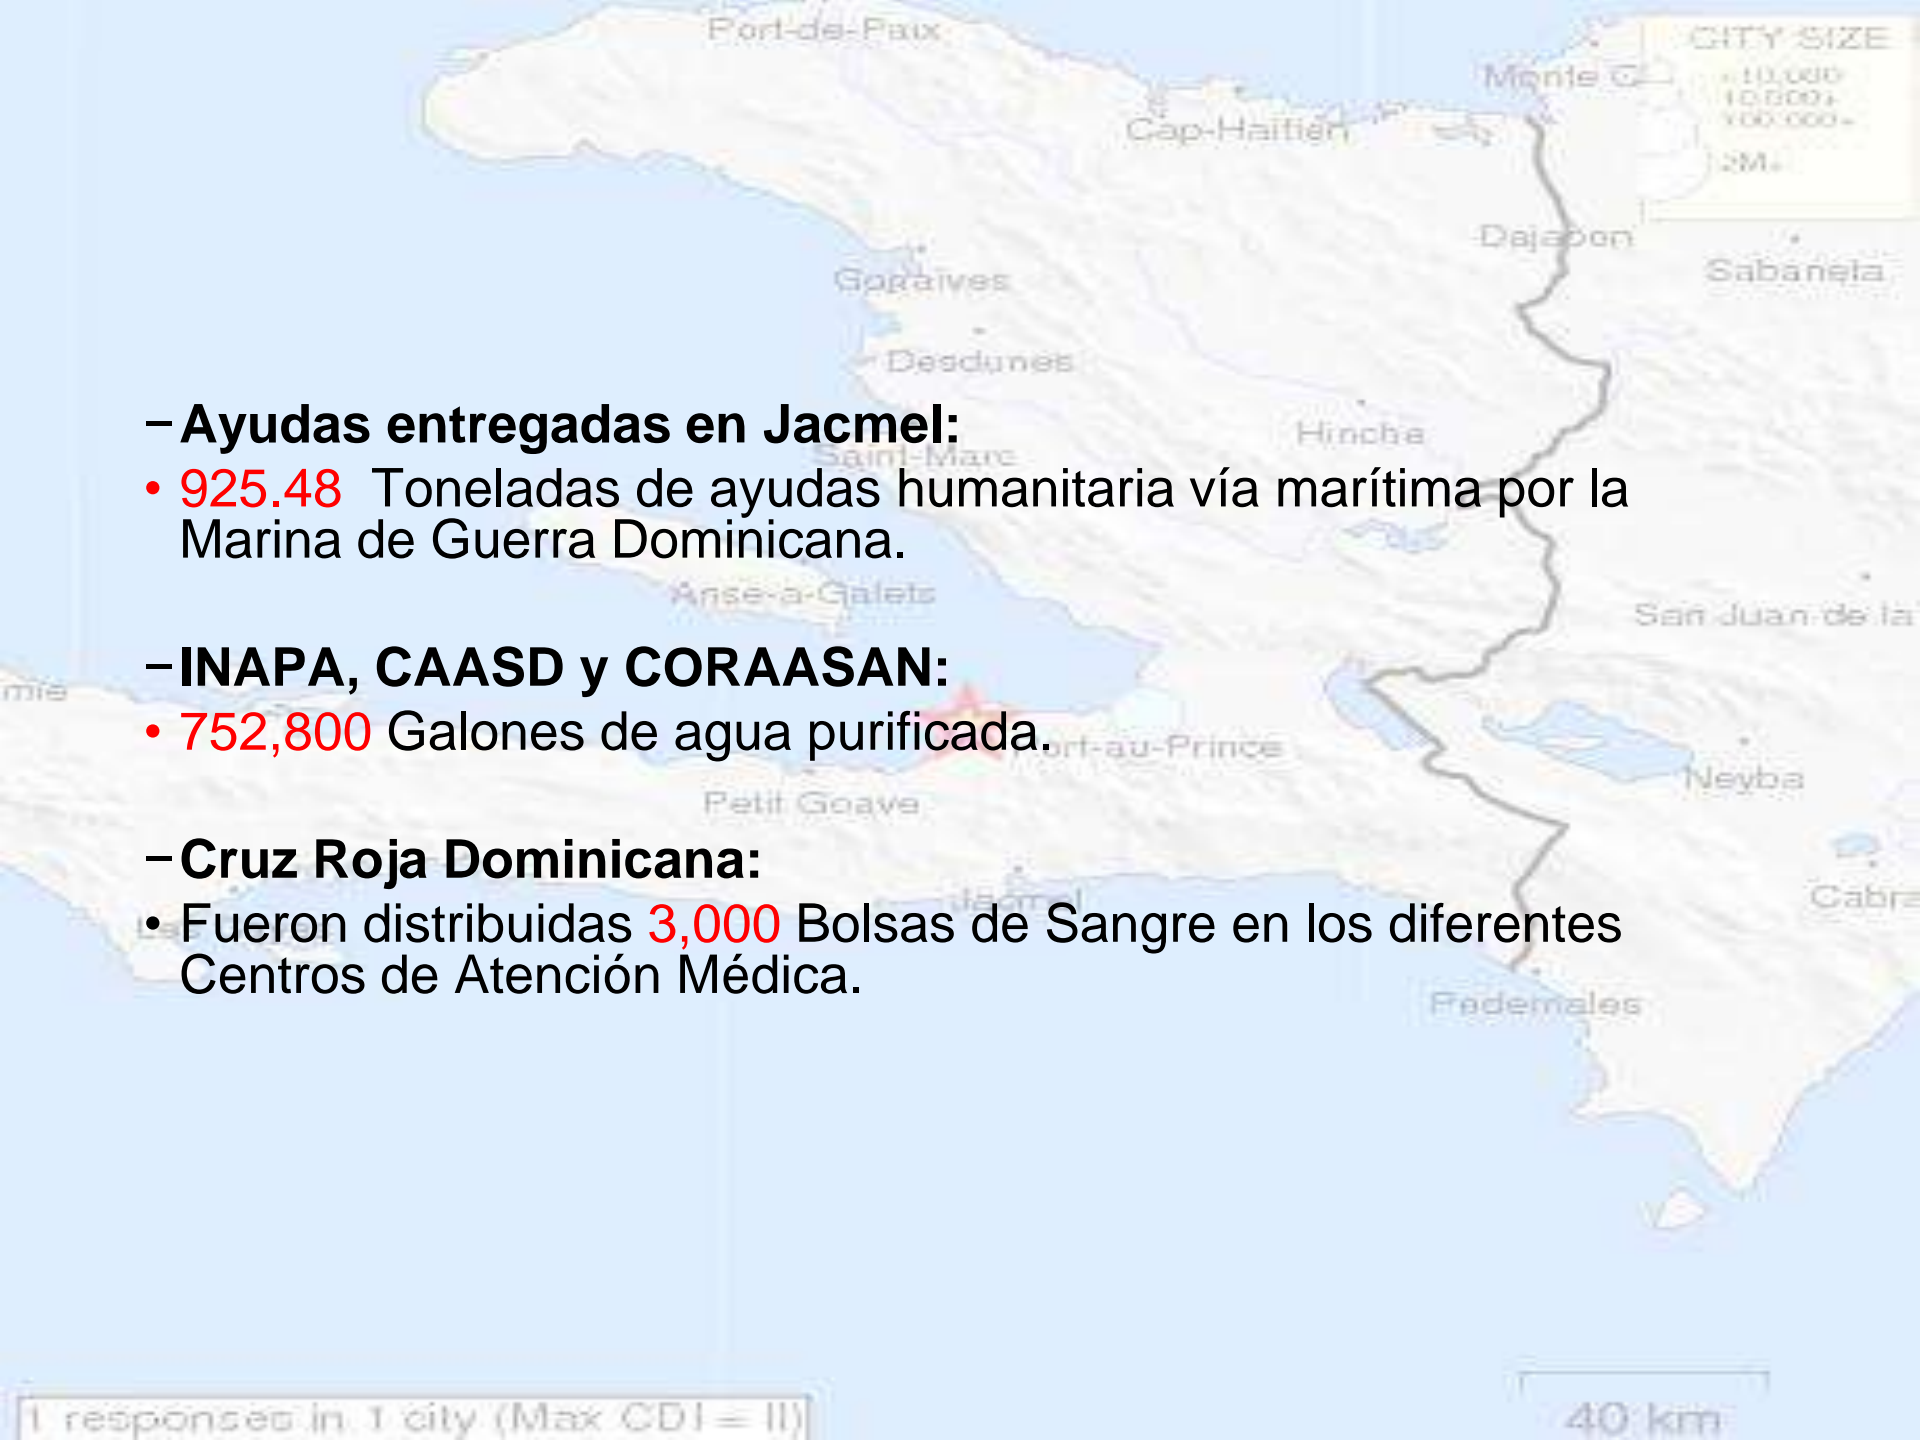 Port-de-Paix
CITY SIZE
Monte
Cap-Haitien
Dajabon
Sabaneta
Gonaives
Desdunes
−Ayudas entregadas en Jacmel:
Hinche
Saint-Marc
• 925.48 Toneladas de ayudas humanitaria vía marítima por la
Marina de Guerra Dominicana.
Anse-a-Galets
San Juan de la
−INAPA, CAASD y CORAASAN:
mie
• 752,800 Galones de agua purificada.
Port-au-Prince
Neyba
Petit Goave
−Cruz Roja Dominicana:
Jacmel
Cabra
• Fueron distribuidas 3,000 Bolsas de Sangre en los diferentes
Centros de Atención Médica.
Pedernales
1 responses in 1 city (Max CDI = II)
40 km